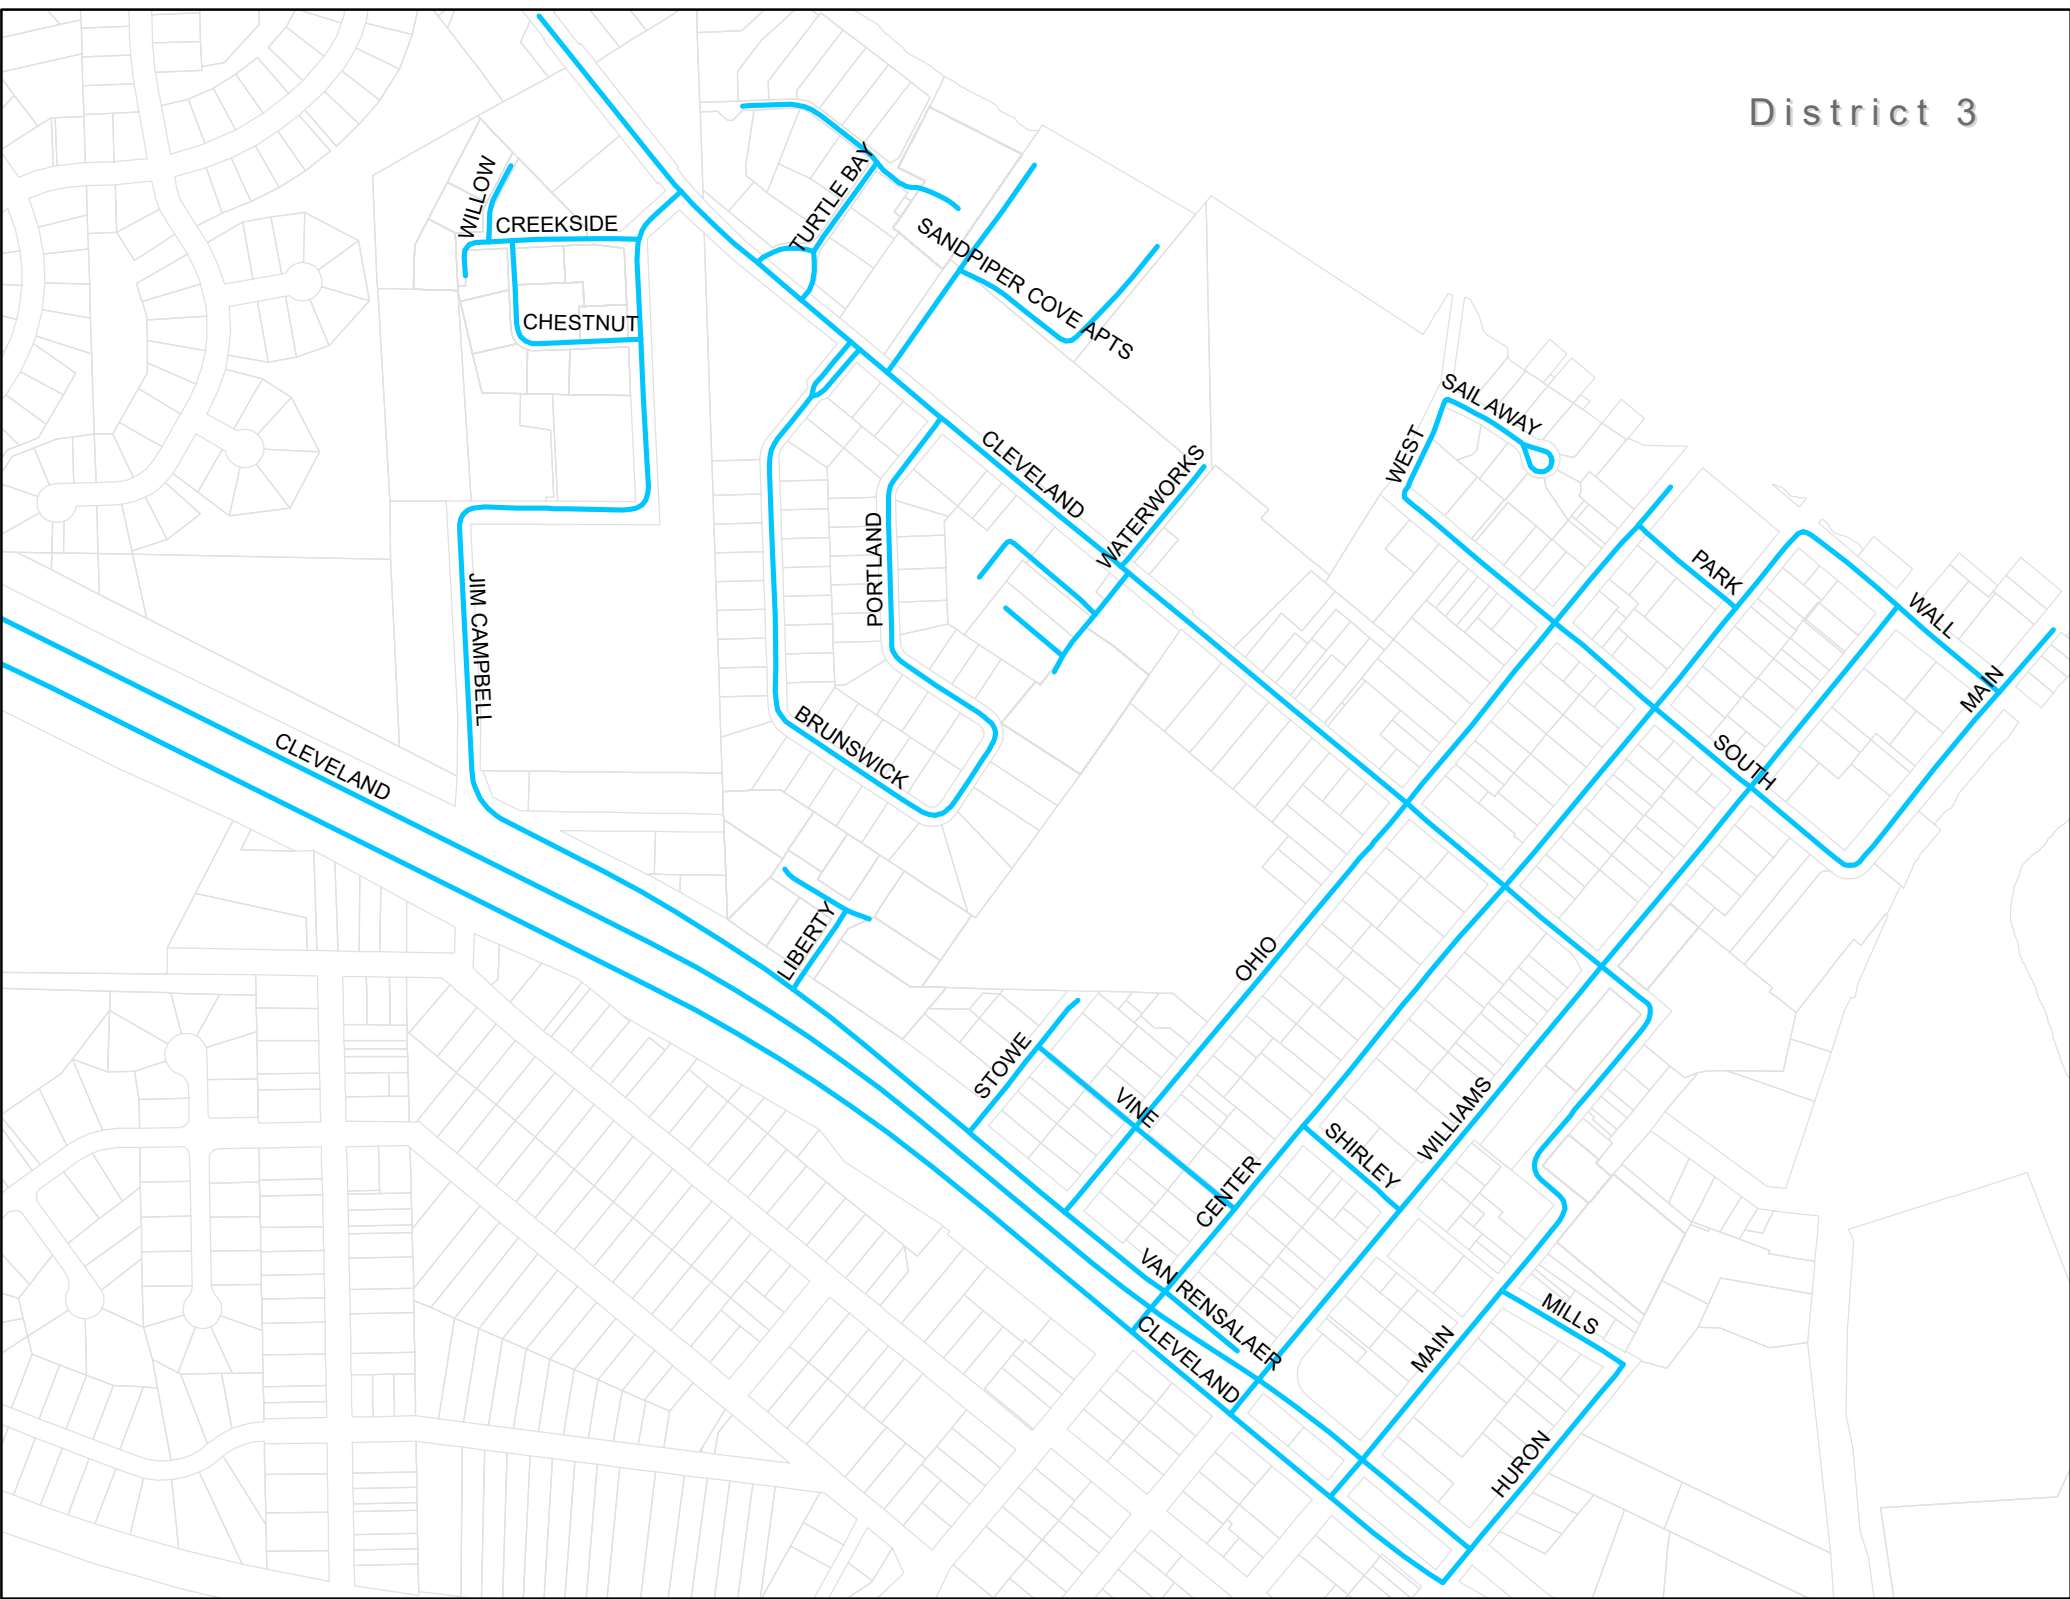 District 3
WILLOW
CREEKSIDE
TURTLE BAY
SANDPIPER COVE APTS
CHESTNUT
SAIL AWAY
WEST
CLEVELAND
WATERWORKS
PORTLAND
PARK
WALL
JIM CAMPBELL
MAIN
BRUNSWICK
SOUTH
CLEVELAND
LIBERTY
OHIO
STOWE
VINE
WILLIAMS
SHIRLEY
CENTER
VAN RENSALAER
MILLS
CLEVELAND
MAIN
HURON